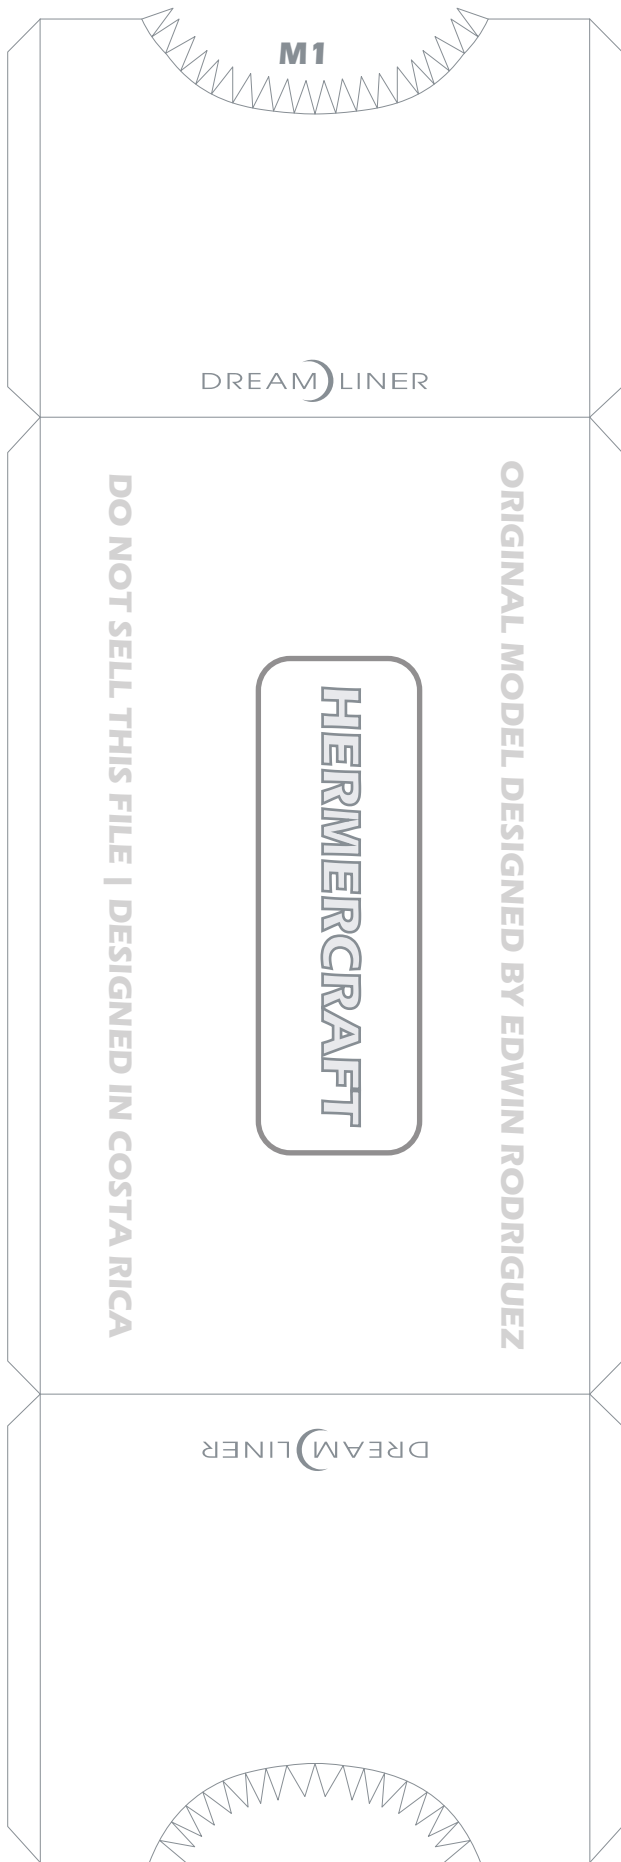 M1
DREAM LINER
ORIGINAL MODEL DESIGNED BY EDWIN RODRIGUEZ
HERMERCRAFT
DO NOT SELL THIS FILE | DESIGNED IN COSTA RICA
DREAM LINER